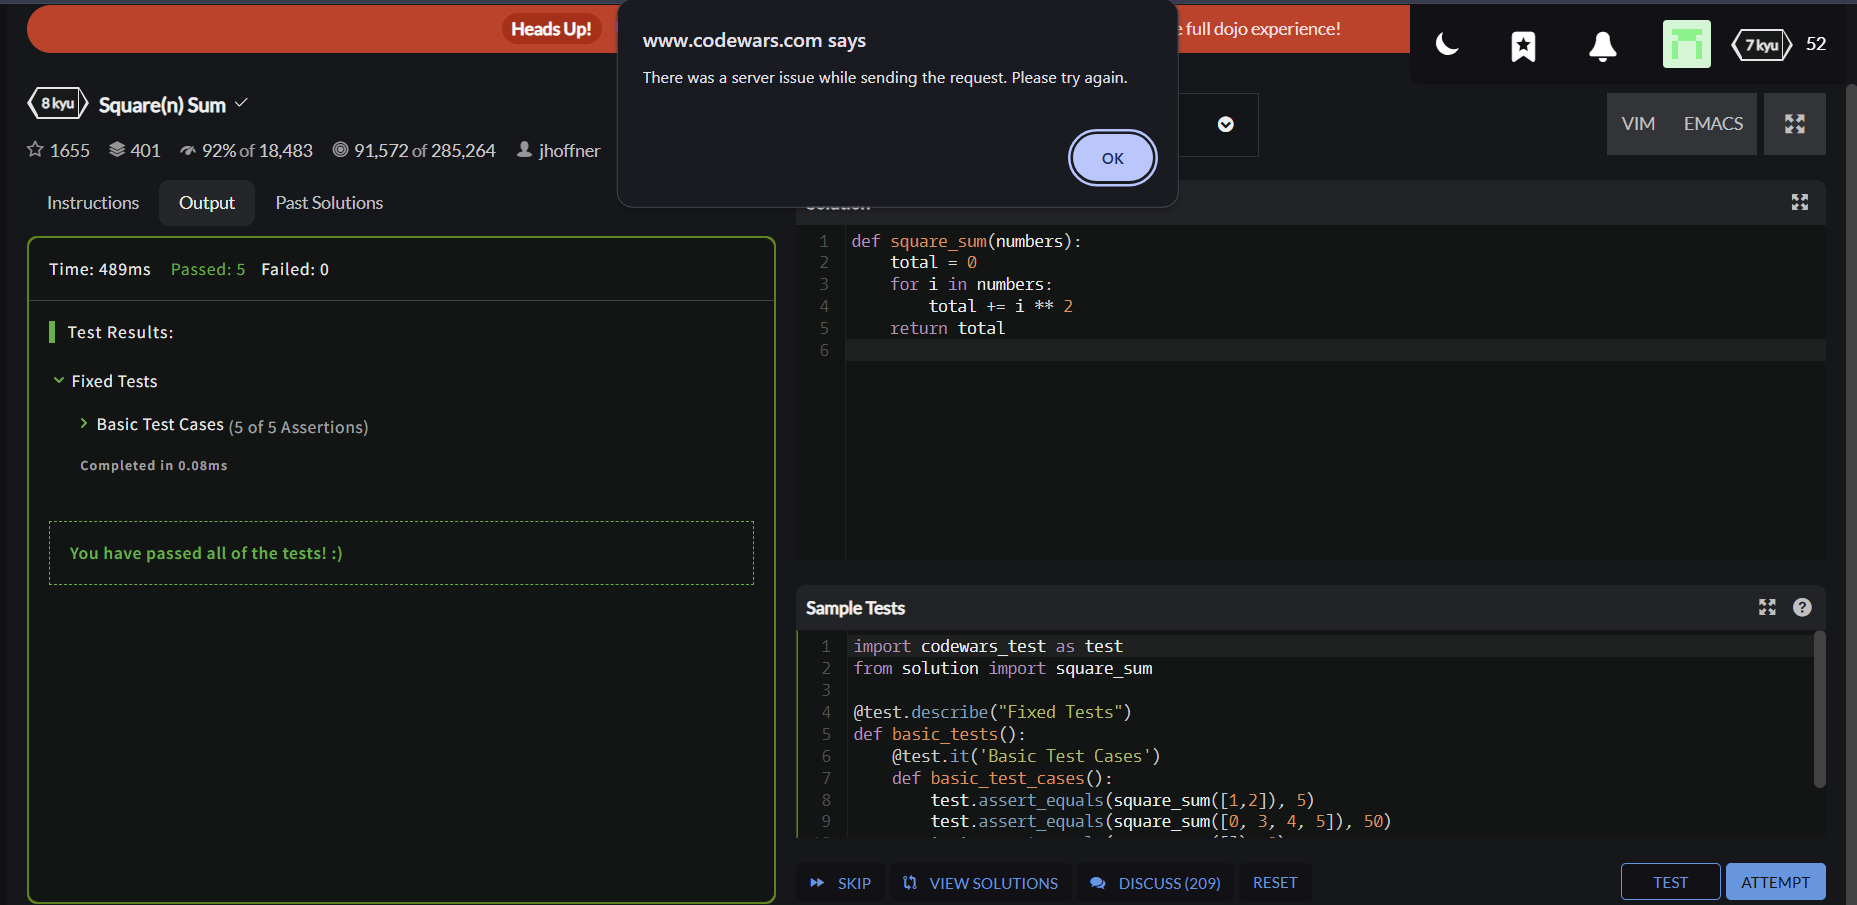 Heads Up!
e full dojo experience!
www.codewars.com says
There was a server issue while sending the request. Please try again.
OK
7 kyu
52
8 kyu
Square(n) Sum
1655
401
92% of 18,483
91,572 of 285,264
jhoffner
VIM
EMACS
Instructions
Output
Past Solutions
Time: 489ms Passed: 5 Failed: 0
Test Results:
Fixed Tests
Basic Test Cases (5 of 5 Assertions)
Completed in 0.08ms
You have passed all of the tests! :)
Solution
1 def square_sum(numbers):
2 total = 0
3 for i in numbers:
4 total += i ** 2
5 return total
6
Sample Tests
?
1 import codewars_test as test
2 from solution import square_sum
3
4 @test.describe("Fixed Tests")
5 def basic_tests():
6 @test.it('Basic Test Cases')
7 def basic_test_cases():
8 test.assert_equals(square_sum([1,2]), 5)
9 test.assert_equals(square_sum([0, 3, 4, 5]), 50)
SKIP
VIEW SOLUTIONS
DISCUSS (209)
RESET
TEST
ATTEMPT